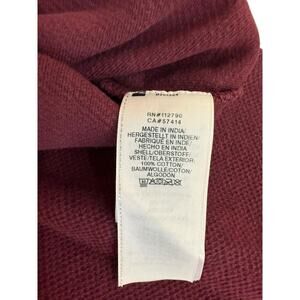 RN#112790
CA#57414
MADE IN INDIA/
HERGESTELLT IN INDIEN/
FABRIQUE EN INDE/
HECHO EN INDIA
SHELL/OBERSTOFF/
VESTE/TELA EXTERIOR:
100% COTTON/
BAUMWOLLE/COTON/
ALGODÓN